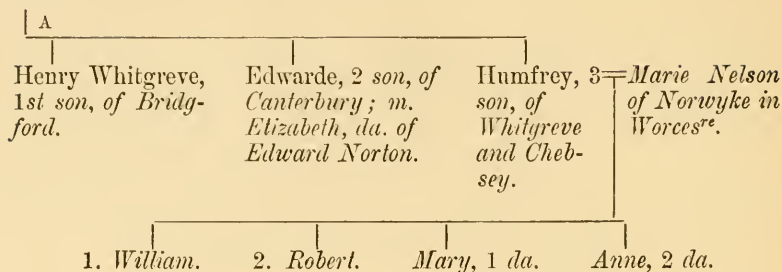 A
Henry Whitgreve,
1st son, of Bridg-
ford.
Edwarde, 2 son, of
Canterbury; m.
Etizabeth, da. of
Edward Norton.
Humfrey, 3
son, of
Whitgreve
and Cheb-
sey.
Marie Nelson
of Norwyke in
Worcesʳᵉ.
1. William. 2. Robert. Mary, 1 da. Anne, 2 da.